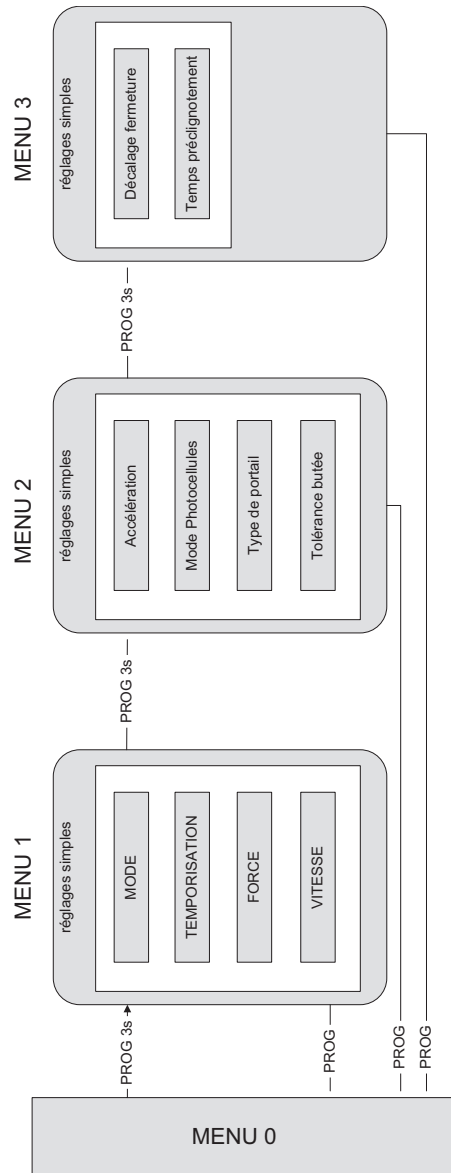 MENU 0
PROG 3s
PROG
PROG
PROG
MENU 1
réglages simples
MODE
TEMPORISATION
FORCE
VITESSE
PROG 3s
MENU 2
réglages simples
Accélération
Mode Photocellules
Type de portail
Tolérance butée
PROG 3s
MENU 3
réglages simples
Décalage fermeture
Temps préclignotement